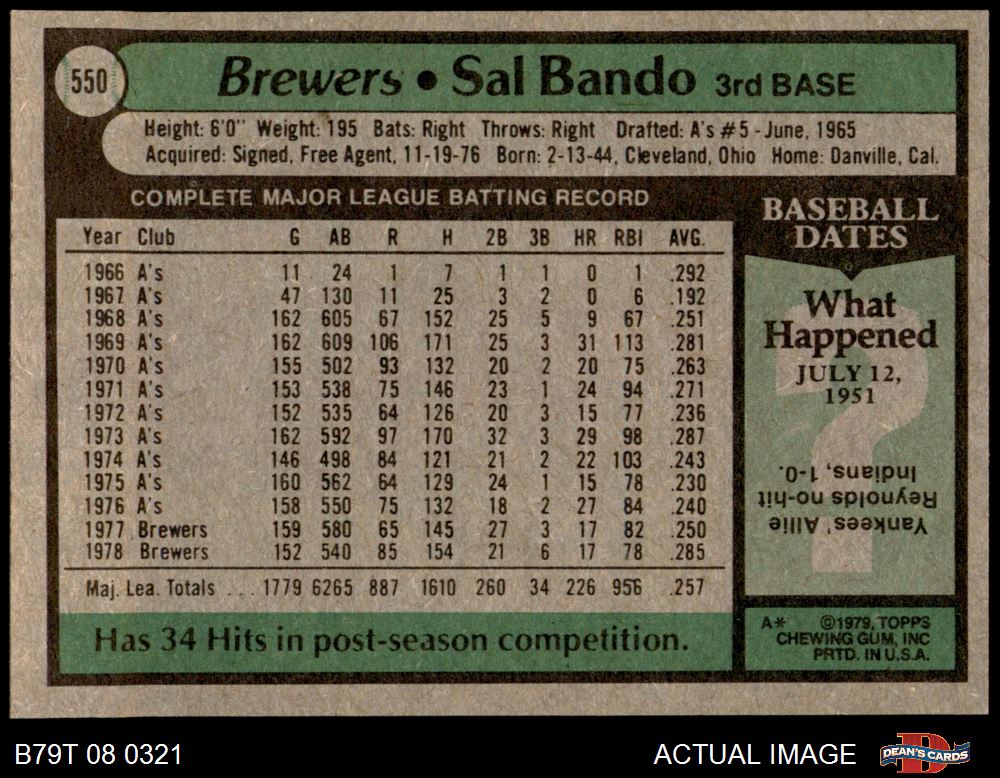 550
Brewers • Sal Bando 3rd BASE
Height: 6'0" Weight: 195 Bats: Right Throws: Right Drafted: A's #5 - June, 1965
Acquired: Signed, Free Agent, 11-19-76 Born: 2-13-44, Cleveland, Ohio Home: Danville, Cal.
COMPLETE MAJOR LEAGUE BATTING RECORD
Year Club G AB R H 2B 3B HR RBI AVG.
1966 A's 11 24 1 7 1 1 0 1 .292
1967 A's 47 130 11 25 3 2 0 6 .192
1968 A's 162 605 67 152 25 5 9 67 .251
1969 A's 162 609 106 171 25 3 31 113 .281
1970 A's 155 502 93 132 20 2 20 75 .263
1971 A's 153 538 75 146 23 1 24 94 .271
1972 A's 152 535 64 126 20 3 15 77 .236
1973 A's 162 592 97 170 32 3 29 98 .287
1974 A's 146 498 84 121 21 2 22 103 .243
1975 A's 160 562 64 129 24 1 15 78 .230
1976 A's 158 550 75 132 18 2 27 84 .240
1977 Brewers 159 580 65 145 27 3 17 82 .250
1978 Brewers 152 540 85 154 21 6 17 78 .285
Maj. Lea. Totals ... 1779 6265 887 1610 260 34 226 956 .257
Has 34 Hits in post-season competition.
BASEBALL
DATES
What
Happened
JULY 12,
1951
Yankees' Allie
Reynolds no-hit
Indians, 1-0.
A* ©1979, TOPPS
CHEWING GUM, INC
PRTD. IN U.S.A.
B79T 08 0321
ACTUAL IMAGE
DEAN'S CARDS